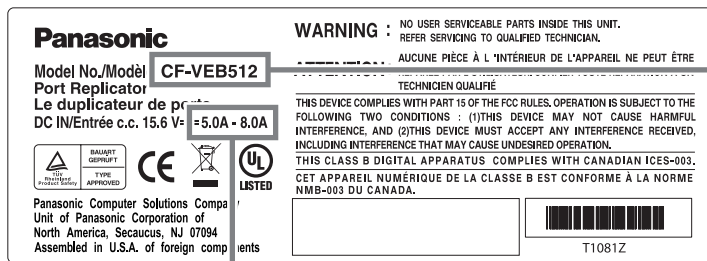 Panasonic
Model No./Modèl CF-VEB512
Port Replicator
Le duplicateur de ports
DC IN/Entrée c.c. 15.6 V= =5.0A - 8.0A
TÜV
Rheinland
Product Safety
BAUART
GEPRÜFT
TYPE
APPROVED
CE
UL
LISTED
Panasonic Computer Solutions Compa
Unit of Panasonic Corporation of
North America, Secaucus, NJ 07094
Assembled in U.S.A. of foreign comp nents
WARNING : NO USER SERVICEABLE PARTS INSIDE THIS UNIT.
REFER SERVICING TO QUALIFIED TECHNICIAN.
ATTENTION : AUCUNE PIÈCE À L 'INTÉRIEUR DE L'APPAREIL NE PEUT ÊTRE
TECHNICIEN QUALIFIÉ
THIS DEVICE COMPLIES WITH PART 15 OF THE FCC RULES. OPERATION IS SUBJECT TO THE
FOLLOWING TWO CONDITIONS : (1)THIS DEVICE MAY NOT CAUSE HARMFUL
INTERFERENCE, AND (2)THIS DEVICE MUST ACCEPT ANY INTERFERENCE RECEIVED,
INCLUDING INTERFERENCE THAT MAY CAUSE UNDESIRED OPERATION.
THIS CLASS B DIGITAL APPARATUS COMPLIES WITH CANADIAN ICES-003.
CET APPAREIL NUMÉRIQUE DE LA CLASSE B EST CONFORME À LA NORME
NMB-003 DU CANADA.
T1081Z